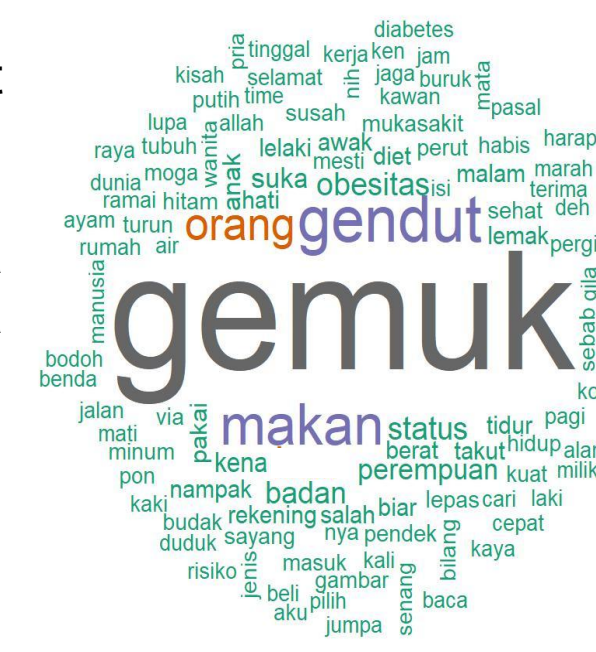 diabetes
pria tinggal kerja ken jam
kisah selamat nih jaga buruk mata
putih time kawan
lupa allah susah mukasakit pasal
raya tubuh wanita lelaki awak perut habis harap
moga anak mesti diet
dunia suka obesitas isi malam marah
ramai hitam hati terima
ayam turun orang gendut sehat deh
rumah air lemak pergi
manusia gemuk sebab gila
bodoh
benda
jalan via pakai makan status tidur pagi
mati berat takut hidup
minum kena perempuan kuat milik
pon nampak badan
kaki rekening salah biar lepas cari laki
budak nya pendek cepat
duduk sayang bilang kaya
risiko jenis masuk kali
gambar
beli pilih senang baca
aku
jumpa